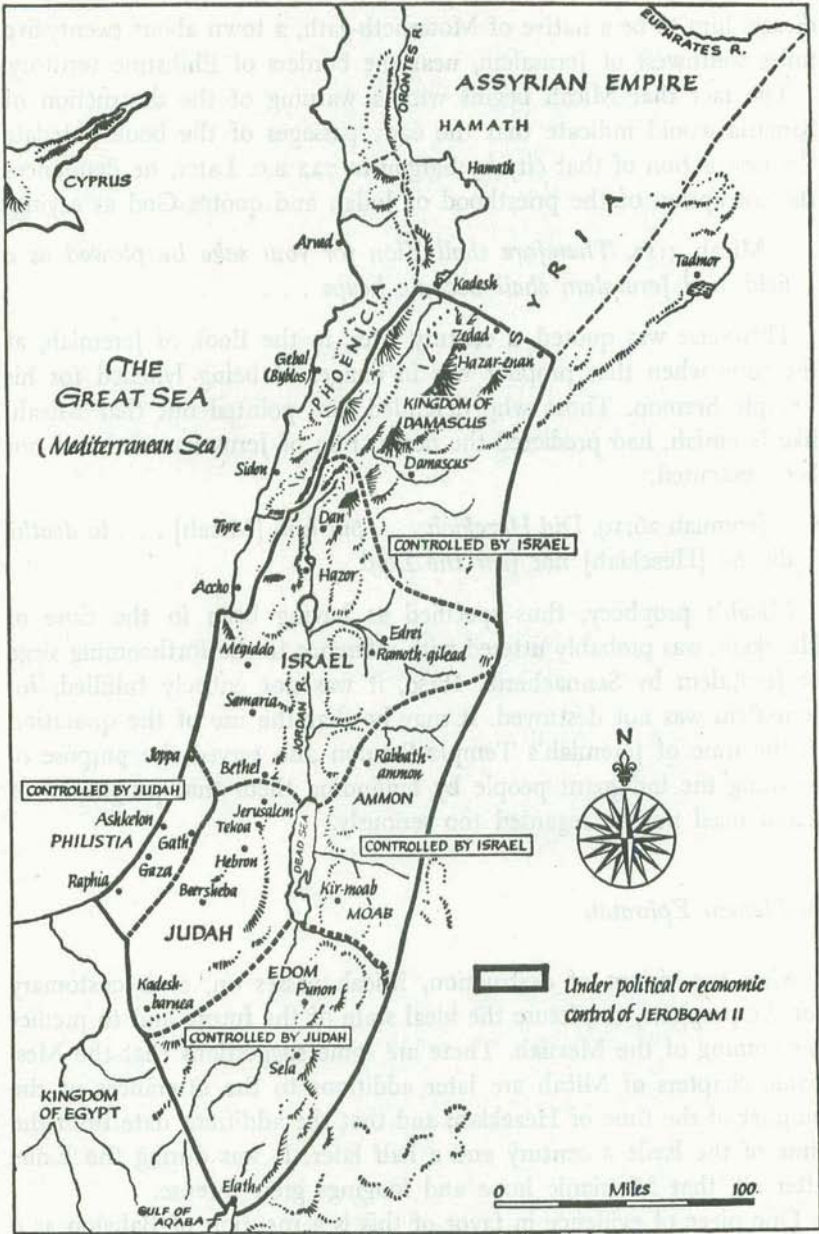 EUPHRATES R.
ORONTES R.
ASSYRIAN EMPIRE
HAMATH
CYPRUS
Hamath
SYRIA
Arvad
Tadmor
Kadesh
PHOENICIA
Zedad
Hazar-enan
THE
GREAT SEA
(Mediterranean Sea)
Gebal
(Byblos)
KINGDOM OF
DAMASCUS
Sidon
Damascus
Tyre
Dan
CONTROLLED BY ISRAEL
Hazor
Accho
Edrei
Megiddo
ISRAEL
Ramoth-gilead
Samaria
JORDAN R.
N
Joppa
Bethel
Rabbath-
ammon
CONTROLLED BY JUDAH
AMMON
Jerusalem
Ashkelon
Tekoa
PHILISTIA
Gath
DEAD SEA
CONTROLLED BY ISRAEL
Gaza
Hebron
Raphia
Beersheba
Kir-moab
MOAB
JUDAH
EDOM
Kadesh-
barnea
Punon
Under political or economic
control of JEROBOAM II
CONTROLLED BY JUDAH
Sela
KINGDOM
OF EGYPT
Elath
GULF OF
AQABA
0 Miles 100